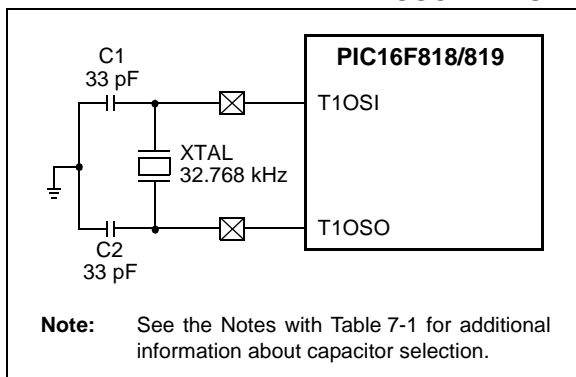 C1
33 pF
PIC16F818/819
T1OSI
XTAL
32.768 kHz
T1OSO
C2
33 pF
Note: See the Notes with Table 7-1 for additional
information about capacitor selection.